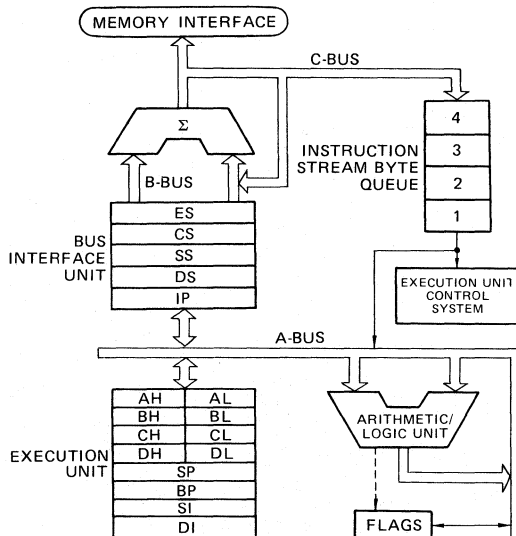 MEMORY INTERFACE
C-BUS
Σ
B-BUS
INSTRUCTION
STREAM BYTE
QUEUE
4
3
2
1
BUS
INTERFACE
UNIT
ES
CS
SS
DS
IP
EXECUTION UNIT
CONTROL
SYSTEM
A-BUS
EXECUTION
UNIT
AH AL
BH BL
CH CL
DH DL
SP
BP
SI
DI
ARITHMETIC/
LOGIC UNIT
FLAGS